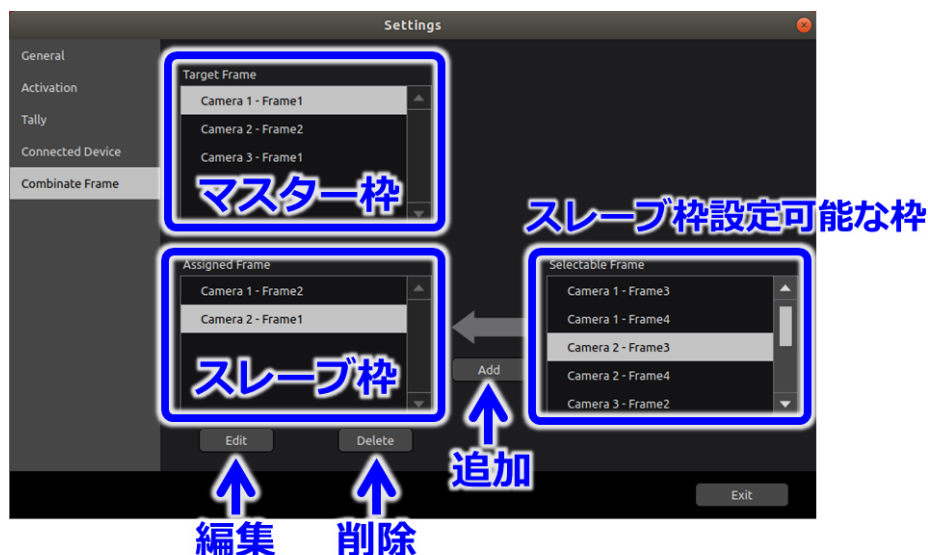 Settings
General
Activation
Tally
Connected Device
Combinate Frame
Target Frame
Camera 1 - Frame1
Camera 2 - Frame2
Camera 3 - Frame1
マスター枠
スレーブ枠設定可能な枠
Assigned Frame
Camera 1 - Frame2
Camera 2 - Frame1
スレーブ枠
Selectable Frame
Camera 1 - Frame3
Camera 1 - Frame4
Camera 2 - Frame3
Camera 2 - Frame4
Camera 3 - Frame2
Add
追加
Edit
Delete
編集
削除
Exit